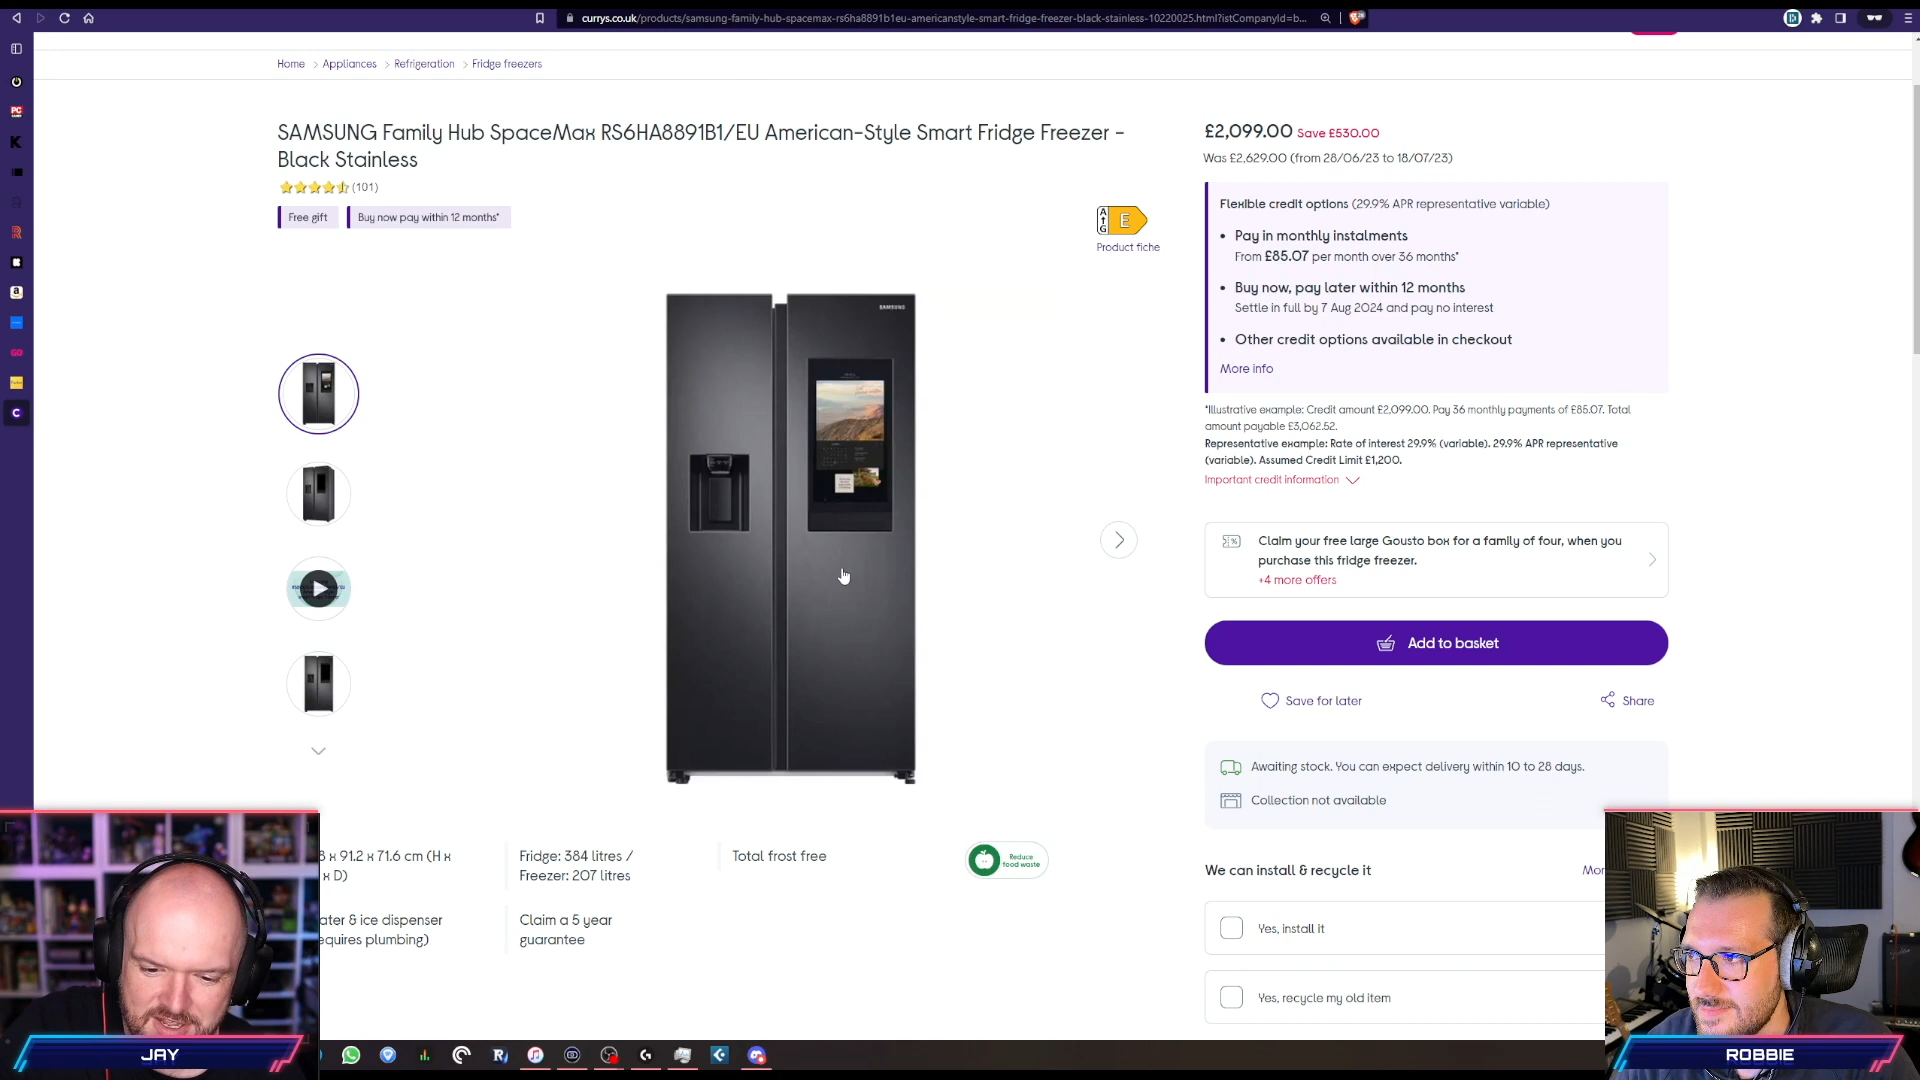 currys.co.uk/products/samsung-family-hub-spacemax-rs6ha8891b1eu-americanstyle-smart-fridge-freezer-black-stainless-10220025.html?istCompanyId=b...
Home > Appliances > Refrigeration > Fridge freezers
SAMSUNG Family Hub SpaceMax RS6HA8891B1/EU American-Style Smart Fridge Freezer -
Black Stainless
(101)
Free gift
Buy now pay within 12 months*
A
G
E
Product fiche
SAMSUNG
£2,099.00 Save £530.00
Was £2,629.00 (from 28/06/23 to 18/07/23)
Flexible credit options (29.9% APR representative variable)
• Pay in monthly instalments
From £85.07 per month over 36 months*
• Buy now, pay later within 12 months
Settle in full by 7 Aug 2024 and pay no interest
• Other credit options available in checkout
More info
*Illustrative example: Credit amount £2,099.00. Pay 36 monthly payments of £85.07. Total
amount payable £3,062.52.
Representative example: Rate of interest 29.9% (variable). 29.9% APR representative
(variable). Assumed Credit Limit £1,200.
Important credit information
Claim your free large Gousto box for a family of four, when you
purchase this fridge freezer.
+4 more offers
Add to basket
Save for later
Share
Awaiting stock. You can expect delivery within 10 to 28 days.
Collection not available
We can install & recycle it
Mor
Yes, install it
Yes, recycle my old item
8 x 91.2 x 71.6 cm (H x
x D)
Fridge: 384 litres /
Freezer: 207 litres
Total frost free
Reduce
food waste
ater & ice dispenser
equires plumbing)
Claim a 5 year
guarantee
JAY
ROBBIE